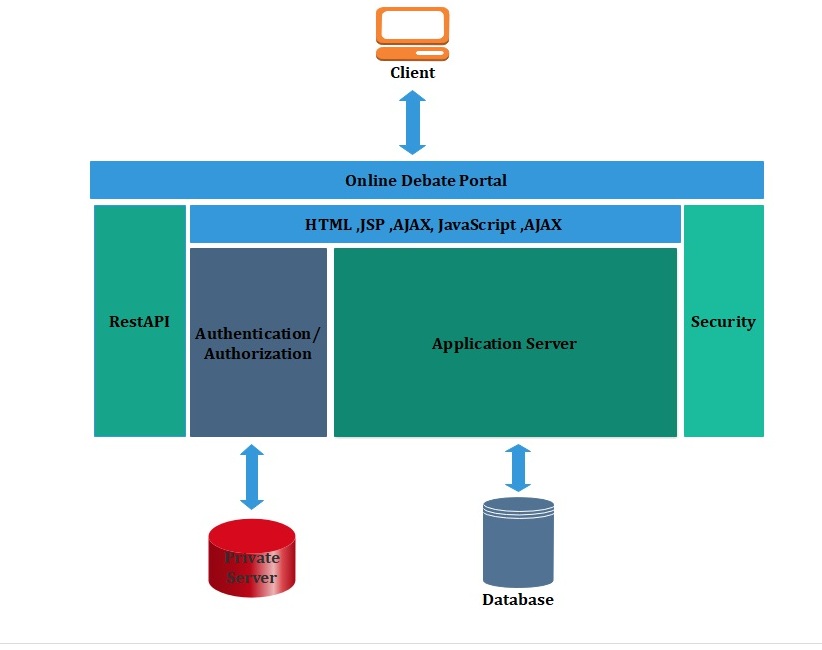 Client
Online Debate Portal
HTML ,JSP ,AJAX, JavaScript ,AJAX
RestAPI
Authentication/
Authorization
Application Server
Security
Private
Server
Database